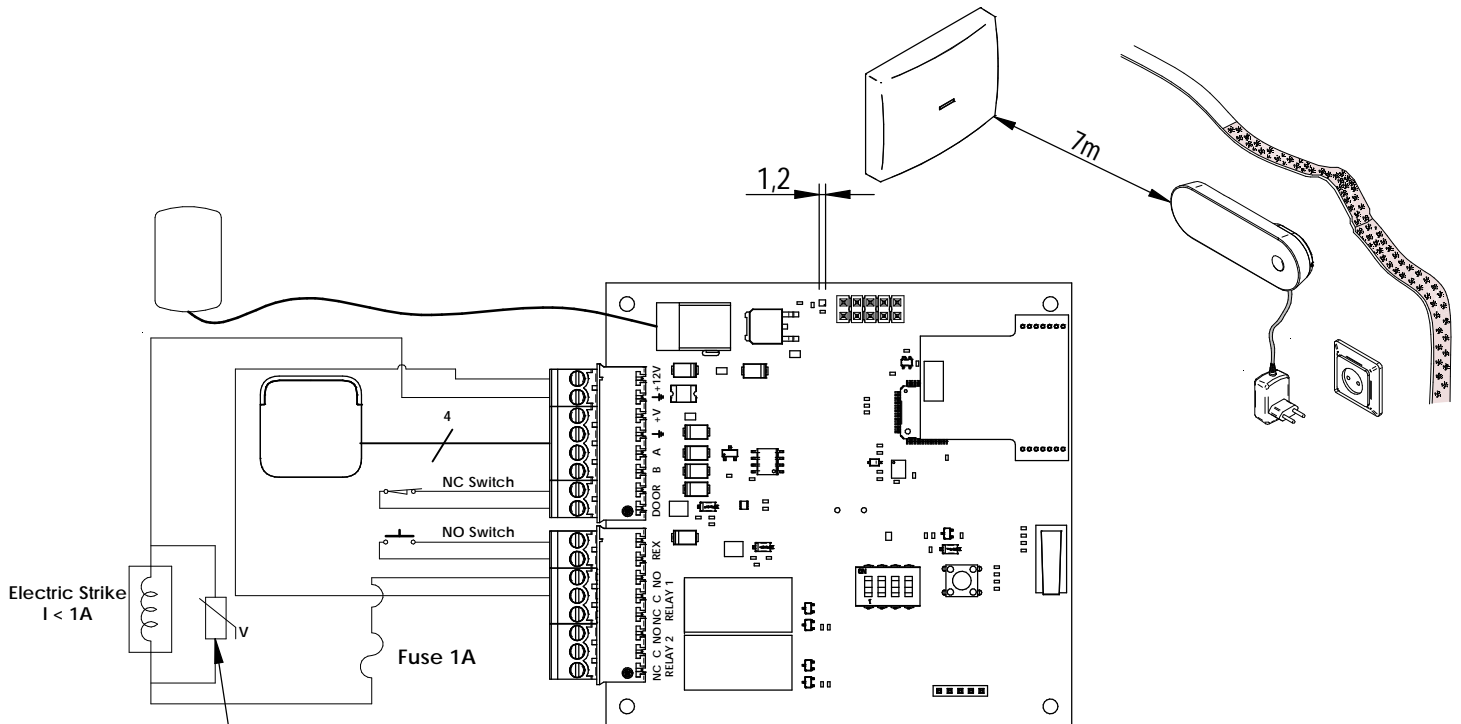 7m
1,2
+12V
+V
A
B
DOOR
4
NC Switch
NO Switch
REX
NO
C
NC
RELAY 1
NO
C
NC
RELAY 2
Electric Strike
I < 1A
V
Fuse 1A